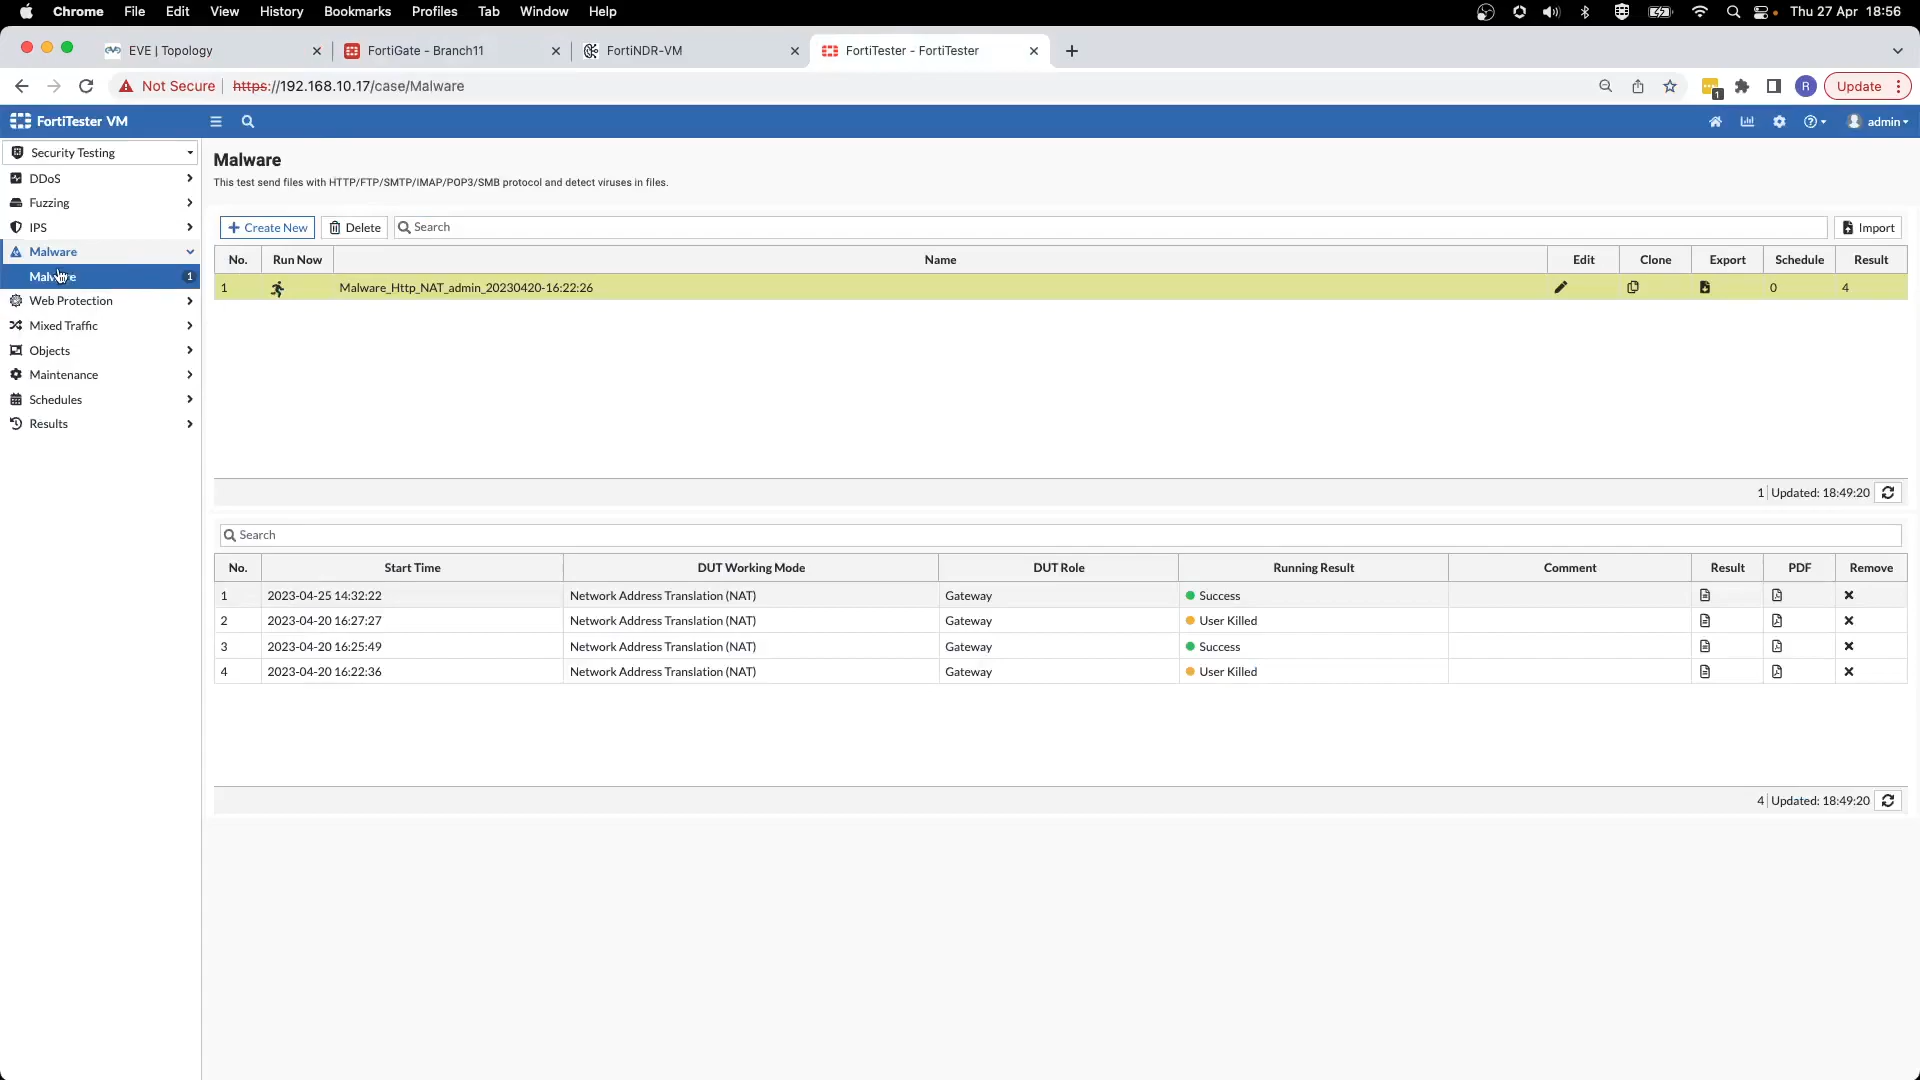 Chrome File Edit View History Bookmarks Profiles Tab Window Help Thu 27 Apr 18:56
EVE | Topology FortiGate - Branch11 FortiNDR-VM FortiTester - FortiTester
Not Secure https://192.168.10.17/case/Malware 1 R Update
FortiTester VM admin
Security Testing
DDoS
Fuzzing
IPS
Malware
Malware 1
Web Protection
Mixed Traffic
Objects
Maintenance
Schedules
Results
Malware
This test send files with HTTP/FTP/SMTP/IMAP/POP3/SMB protocol and detect viruses in files.
Create New Delete Search Import
No. Run Now Name Edit Clone Export Schedule Result
1 Malware_Http_NAT_admin_20230420-16:22:26 0 4
1 Updated: 18:49:20
Search
No. Start Time DUT Working Mode DUT Role Running Result Comment Result PDF Remove
1 2023-04-25 14:32:22 Network Address Translation (NAT) Gateway Success
2 2023-04-20 16:27:27 Network Address Translation (NAT) Gateway User Killed
3 2023-04-20 16:25:49 Network Address Translation (NAT) Gateway Success
4 2023-04-20 16:22:36 Network Address Translation (NAT) Gateway User Killed
4 Updated: 18:49:20